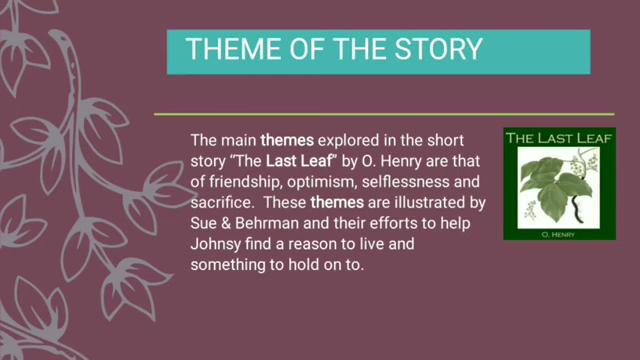 THEME OF THE STORY
The main themes explored in the short
story “The Last Leaf” by O. Henry are that
of friendship, optimism, selflessness and
sacrifice.  These themes are illustrated by
Sue & Behrman and their efforts to help
Johnsy find a reason to live and
something to hold on to.
THE LAST LEAF
O. HENRY